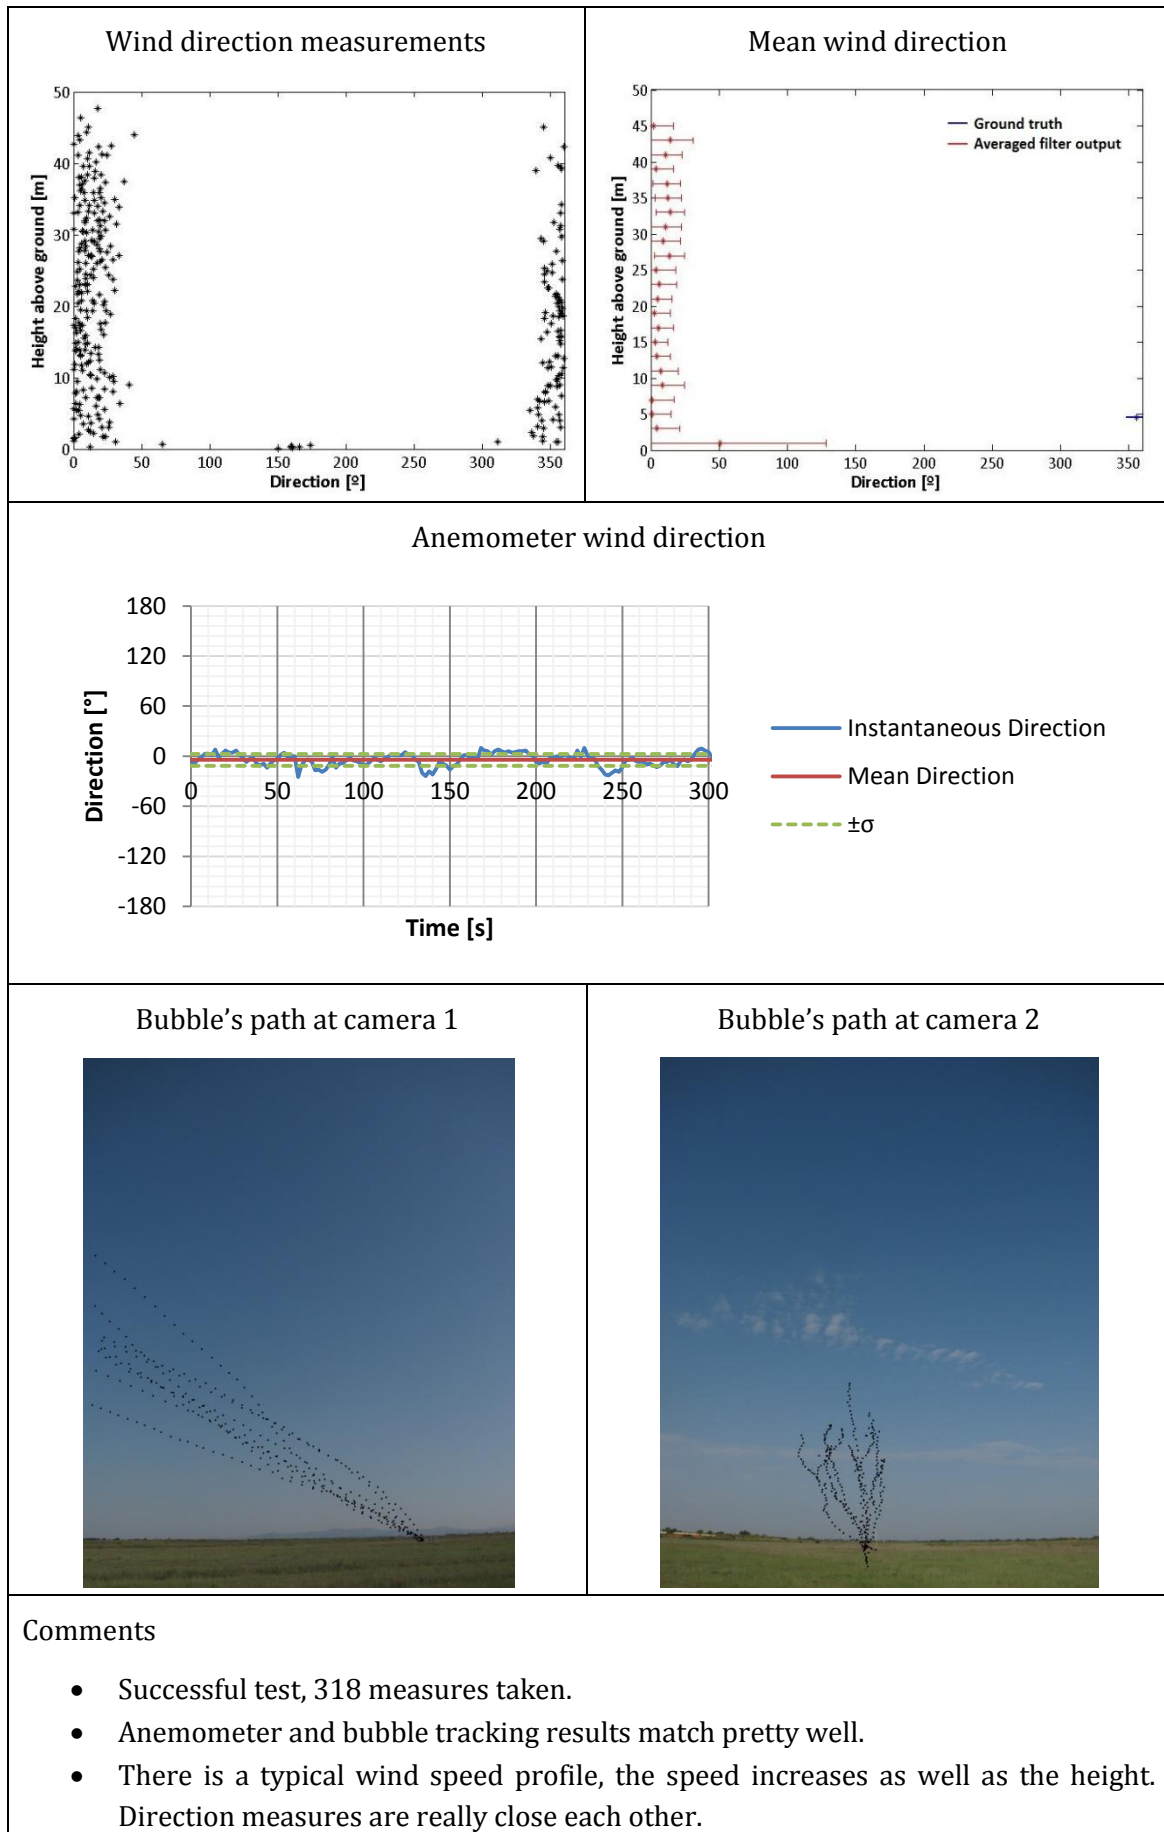 Wind direction measurements
50
40
30
20
10
0
Height above ground [m]
0 50 100 150 200 250 300 350
Direction [º]
Mean wind direction
50
45
40
35
30
25
20
15
10
5
0
Height above ground [m]
Ground truth
Averaged filter output
0 50 100 150 200 250 300 350
Direction [º]
Anemometer wind direction
180
120
60
0
-60
-120
-180
Direction [°]
0 50 100 150 200 250 300
Time [s]
Instantaneous Direction
Mean Direction
±σ
Bubble’s path at camera 1
Bubble’s path at camera 2
Comments
• Successful test, 318 measures taken.
• Anemometer and bubble tracking results match pretty well.
• There is a typical wind speed profile, the speed increases as well as the height.
Direction measures are really close each other.